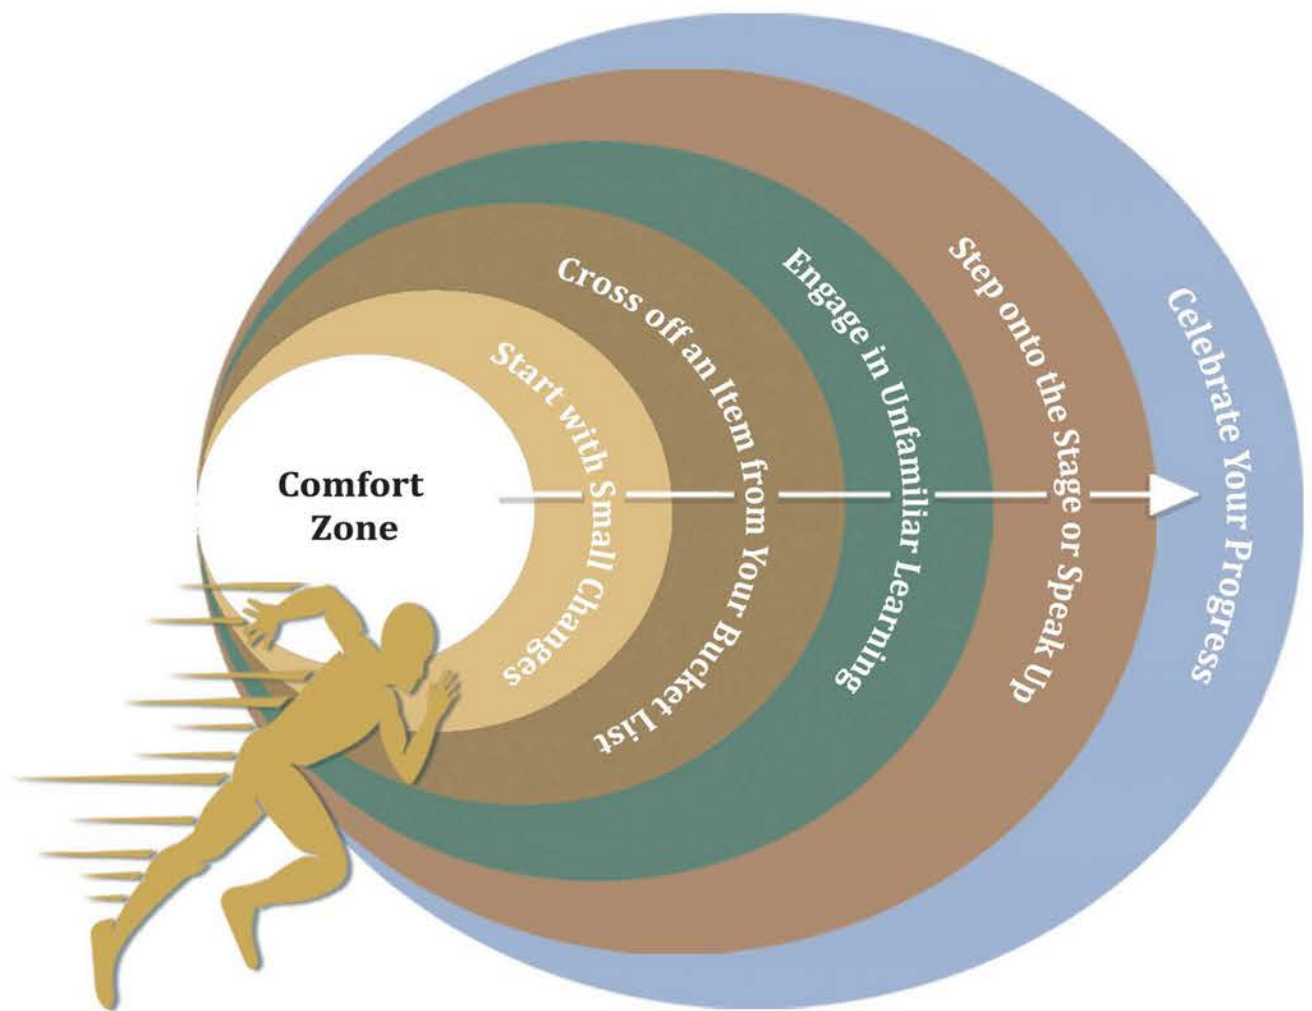 Comfort
Zone
Start with Small Changes
Cross off an Item from Your Bucket List
Engage in Unfamiliar Learning
Step onto the Stage or Speak Up
Celebrate Your Progress